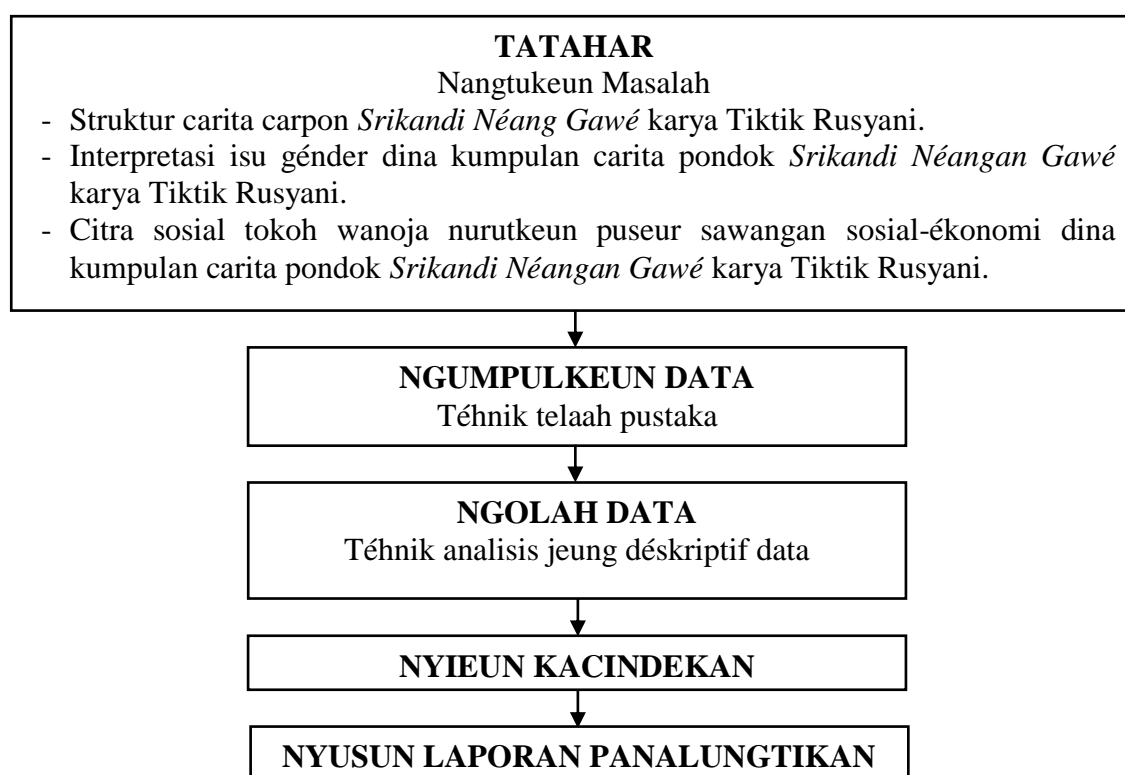 TATAHAR
Nangtukeun Masalah
- Struktur carita carpon Srikandi Néang Gawé karya Tiktik Rusyani.
- Interpretasi isu génder dina kumpulan carita pondok Srikandi Néangan Gawé
karya Tiktik Rusyani.
- Citra sosial tokoh wanoja nurutkeun puseur sawangan sosial-ékonomi dina
kumpulan carita pondok Srikandi Néangan Gawé karya Tiktik Rusyani.
NGUMPULKEUN DATA
Téhnik telaah pustaka
NGOLAH DATA
Téhnik analisis jeung déskriptif data
NYIEUN KACINDEKAN
NYUSUN LAPORAN PANALUNGTIKAN